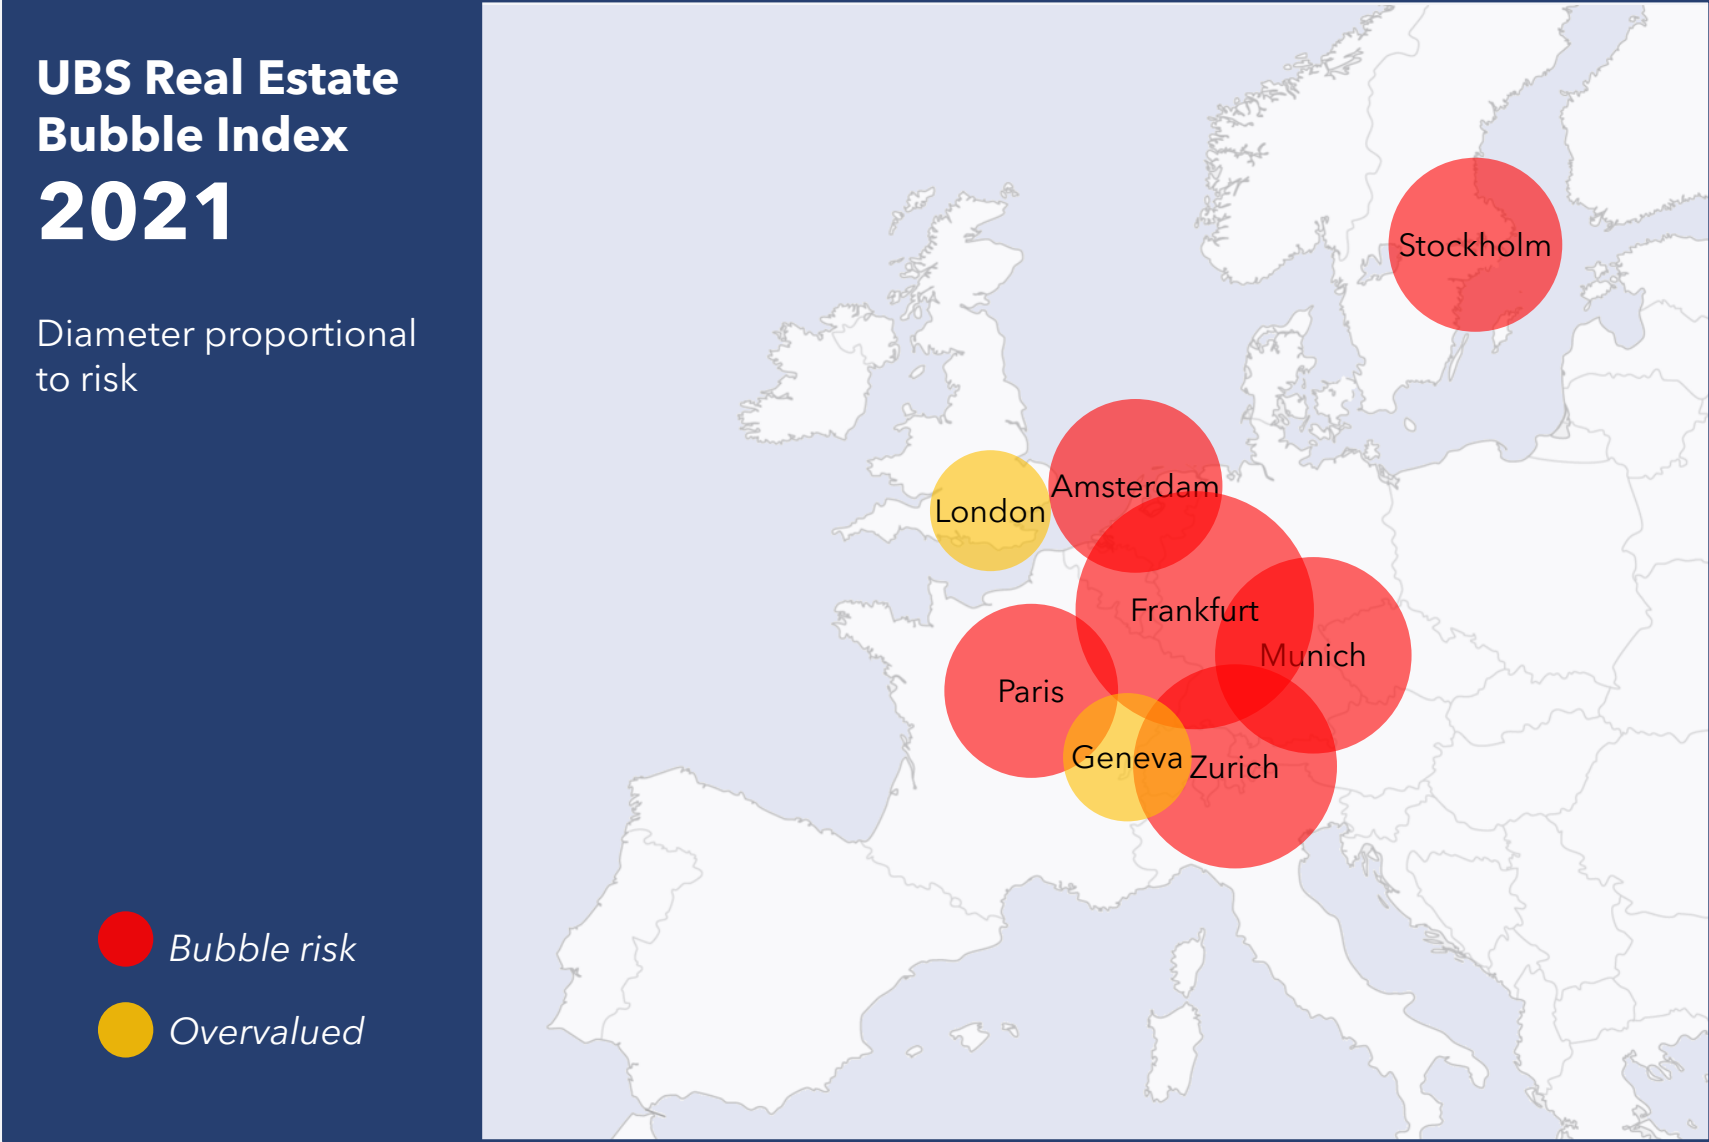 UBS Real Estate
Bubble Index
2021
Diameter proportional
to risk
Bubble risk
Overvalued
Stockholm
Amsterdam
London
Frankfurt
Munich
Paris
Geneva
Zurich